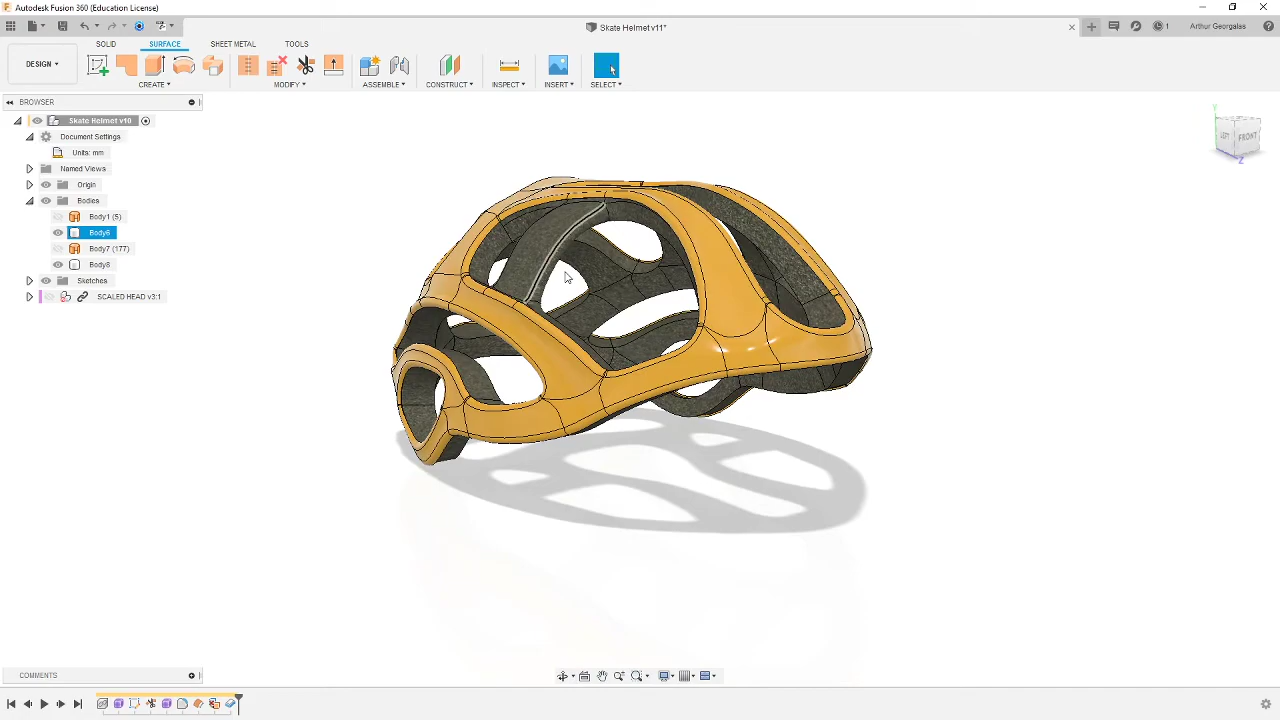 Autodesk Fusion 360 (Education License)
Skate Helmet v11*
1
Arthur Georgalas
DESIGN
SOLID
SURFACE
SHEET METAL
TOOLS
CREATE
MODIFY
ASSEMBLE
CONSTRUCT
INSPECT
INSERT
SELECT
BROWSER
Skate Helmet v10
Document Settings
Units: mm
Named Views
Origin
Bodies
Body1 (5)
Body6
Body7 (177)
Body8
Sketches
SCALED HEAD v3:1
Y
LEFT
FRONT
Z
COMMENTS